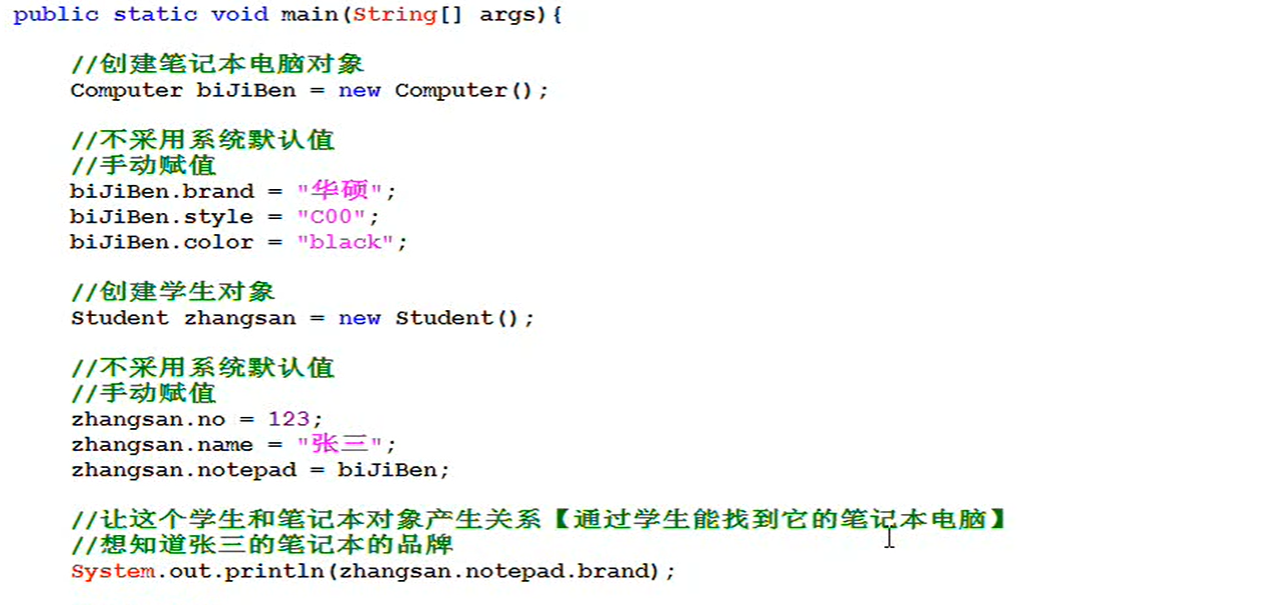 public static void main(String[] args){
//创建笔记本电脑对象
Computer biJiBen = new Computer();
//不采用系统默认值
//手动赋值
biJiBen.brand = "华硕";
biJiBen.style = "C00";
biJiBen.color = "black";
//创建学生对象
Student zhangsan = new Student();
//不采用系统默认值
//手动赋值
zhangsan.no = 123;
zhangsan.name = "张三";
zhangsan.notepad = biJiBen;
//让这个学生和笔记本对象产生关系【通过学生能找到它的笔记本电脑】
//想知道张三的笔记本的品牌
System.out.println(zhangsan.notepad.brand);